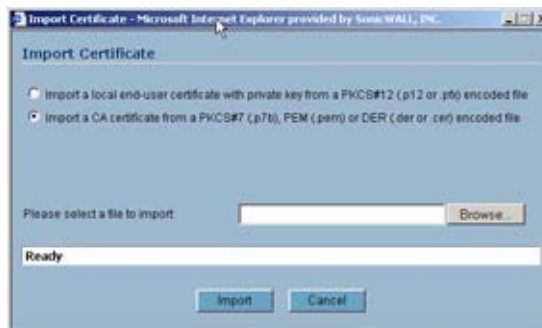 Import Certificate - Microsoft Internet Explorer provided by SonicWALL, INC.
Import Certificate
Import a local end-user certificate with private key from a PKCS#12 (.p12 or .pfx) encoded file
Import a CA certificate from a PKCS#7 (.p7b), PEM (.pem) or DER (.der or .cer) encoded file
Please select a file to import
Browse...
Ready
Import
Cancel